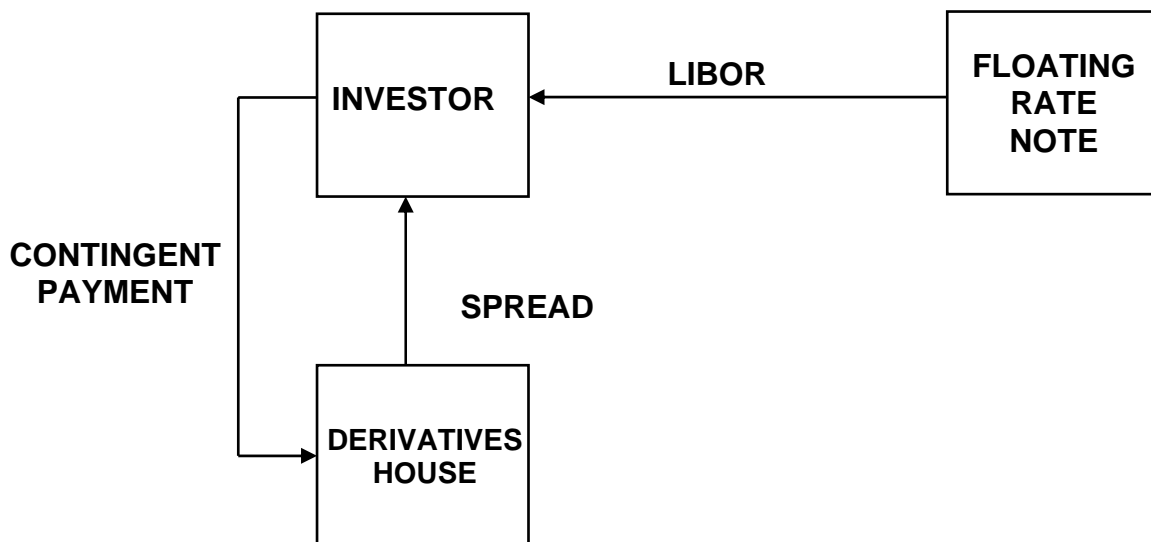 INVESTOR
LIBOR
FLOATING
RATE
NOTE
CONTINGENT
PAYMENT
SPREAD
DERIVATIVES
HOUSE